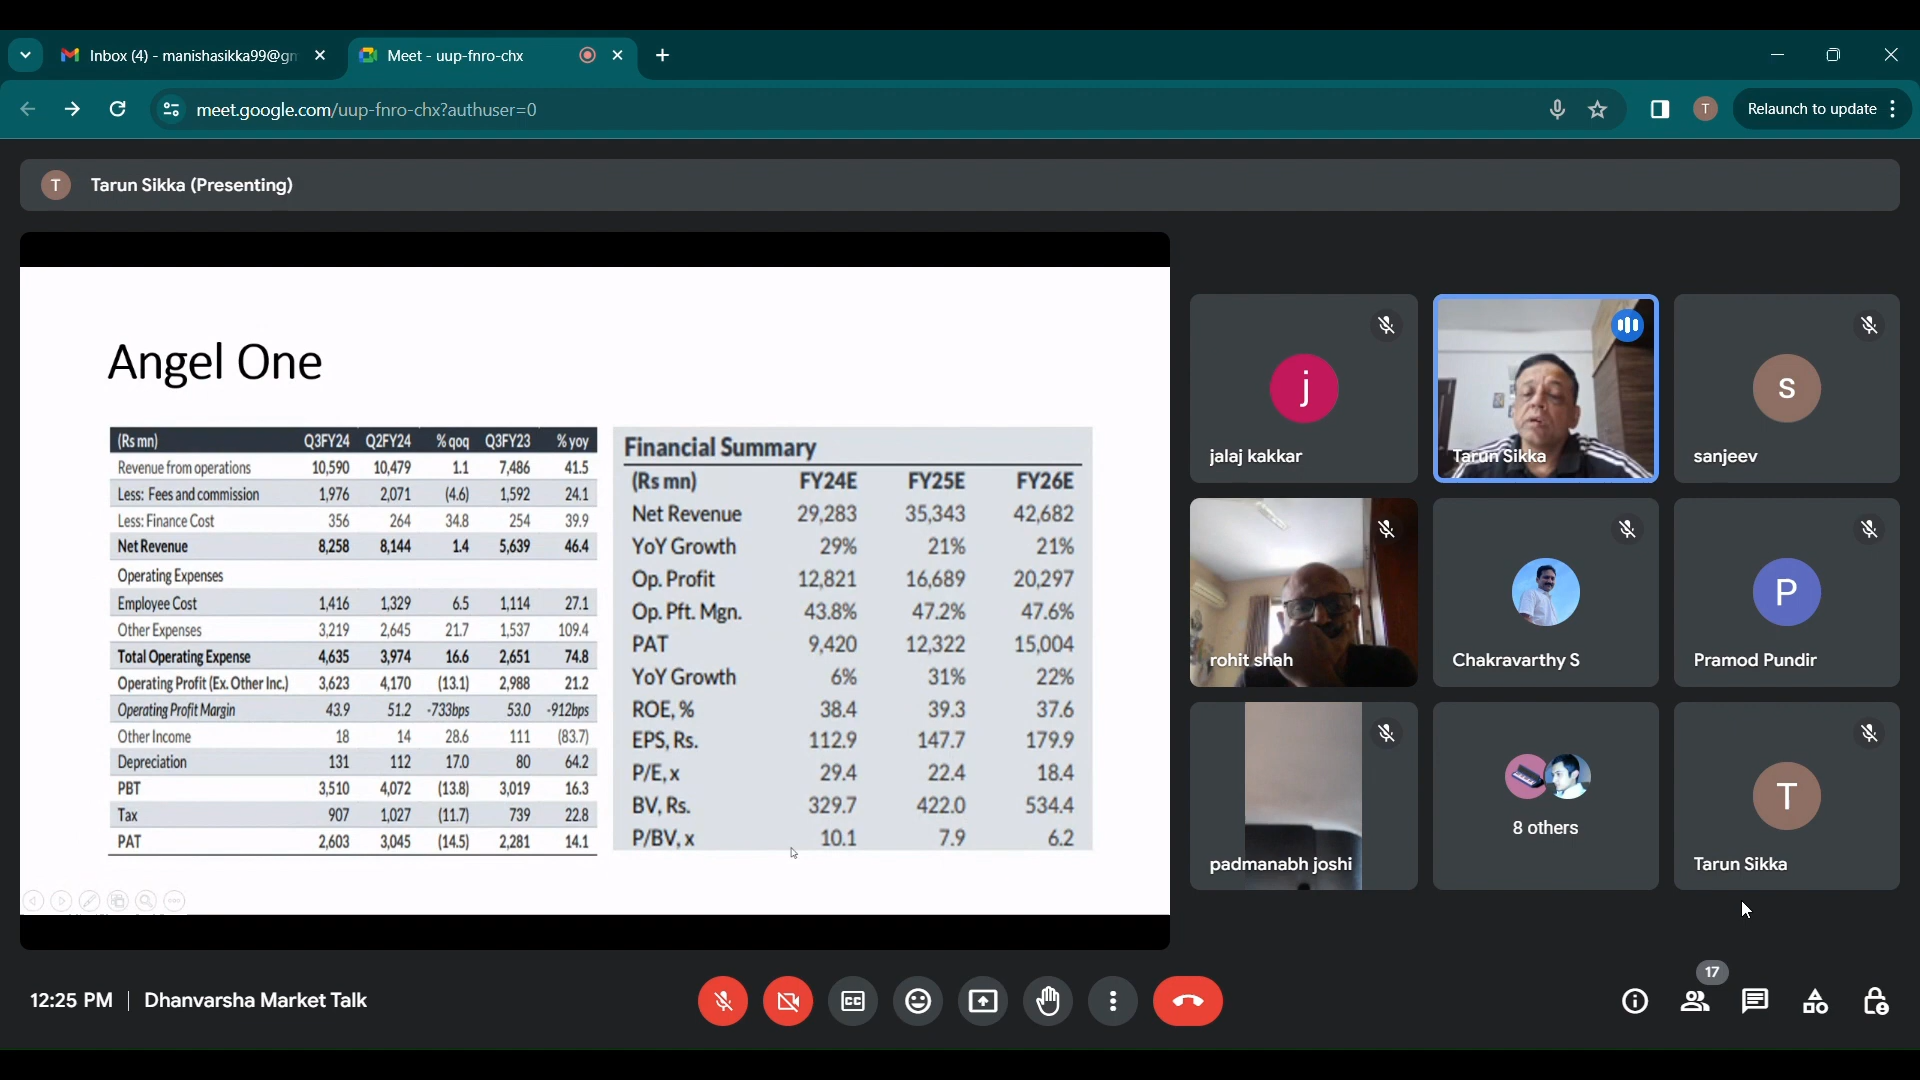 Inbox (4) - manishasikka99@gm
Meet - uup-fnro-chx
meet.google.com/uup-fnro-chx?authuser=0
T
Relaunch to update
T
Tarun Sikka (Presenting)
Angel One
(Rs mn) Q3FY24 Q2FY24 % qoq Q3FY23 % yoy
Revenue from operations 10,590 10,479 1.1 7,486 41.5
Less: Fees and commission 1,976 2,071 (4.6) 1,592 24.1
Less: Finance Cost 356 264 34.8 254 39.9
Net Revenue 8,258 8,144 1.4 5,639 46.4
Operating Expenses
Employee Cost 1,416 1,329 6.5 1,114 27.1
Other Expenses 3,219 2,645 21.7 1,537 109.4
Total Operating Expense 4,635 3,974 16.6 2,651 74.8
Operating Profit (Ex. Other Inc.) 3,623 4,170 (13.1) 2,988 21.2
Operating Profit Margin 43.9 51.2 -733bps 53.0 -912bps
Other Income 18 14 28.6 111 (83.7)
Depreciation 131 112 17.0 80 64.2
PBT 3,510 4,072 (13.8) 3,019 16.3
Tax 907 1,027 (11.7) 739 22.8
PAT 2,603 3,045 (14.5) 2,281 14.1
Financial Summary
(Rs mn) FY24E FY25E FY26E
Net Revenue 29,283 35,343 42,682
YoY Growth 29% 21% 21%
Op. Profit 12,821 16,689 20,297
Op. Pft. Mgn. 43.8% 47.2% 47.6%
PAT 9,420 12,322 15,004
YoY Growth 6% 31% 22%
ROE, % 38.4 39.3 37.6
EPS, Rs. 112.9 147.7 179.9
P/E, x 29.4 22.4 18.4
BV, Rs. 329.7 422.0 534.4
P/BV, x 10.1 7.9 6.2
j
jalaj kakkar
Tarun Sikka
s
sanjeev
rohit shah
Chakravarthy S
P
Pramod Pundir
padmanabh joshi
8 others
T
Tarun Sikka
12:25 PM
Dhanvarsha Market Talk
CC
17